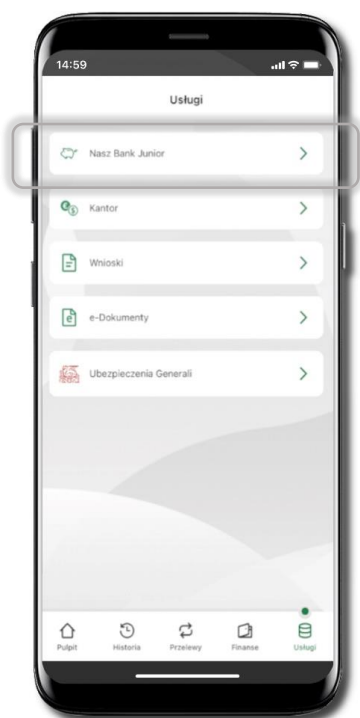 14:59
Usługi
Nasz Bank Junior
Kantor
Wnioski
e-Dokumenty
Ubezpieczenia Generali
Pulpit Historia Przelewy Finanse Usługi